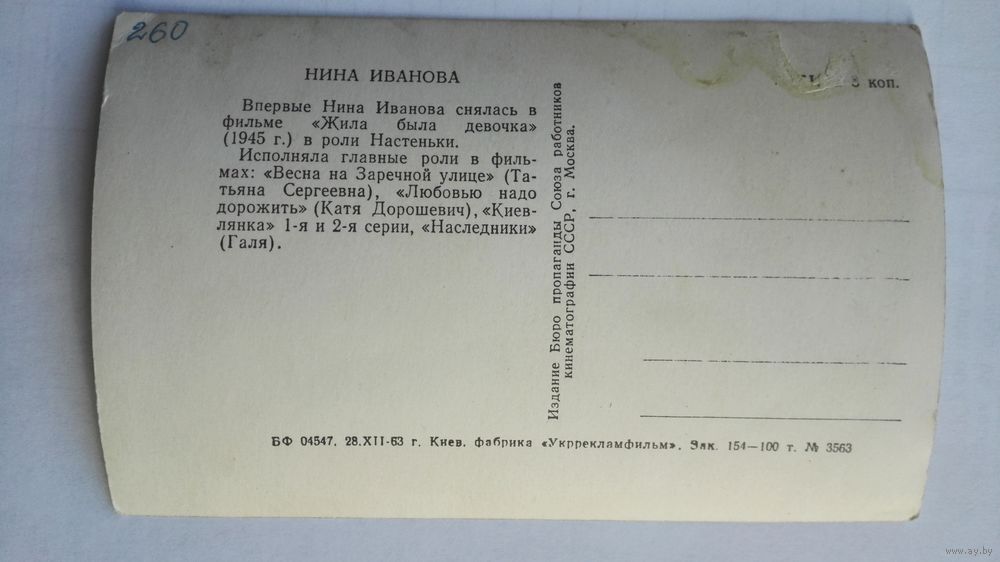 260
НИНА ИВАНОВА
Впервые Нина Иванова снялась в
фильме «Жила была девочка»
(1945 г.) в роли Настеньки.
Исполняла главные роли в филь-
мах: «Весна на Заречной улице» (Та-
тьяна Сергеевна), «Любовью надо
дорожить» (Катя Дорошевич), «Киев-
лянка» 1-я и 2-я серии, «Наследники»
(Галя).
Издание Бюро пропаганды Союза работников
кинематографии СССР, г. Москва.
8 коп.
БФ 04547. 28.XII-63 г. Киев. фабрика «Укррекламфильм». Зак. 154—100 т. № 3563
www.ay.by